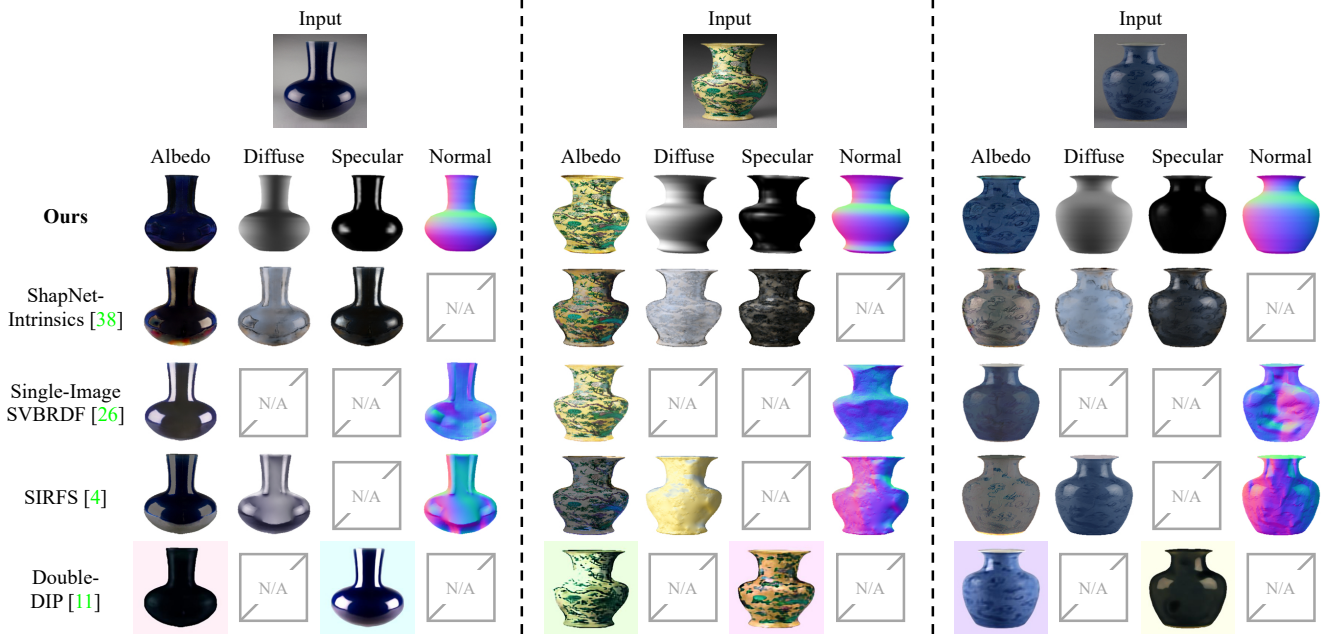 Input Input Input
Albedo Diffuse Specular Normal Albedo Diffuse Specular Normal Albedo Diffuse Specular Normal
Ours
ShapNet-
Intrinsics [38]
N/A N/A N/A
Single-Image
SVBRDF [26]
N/A N/A N/A N/A N/A N/A
SIRFS [4]
N/A N/A N/A
Double-
DIP [11]
N/A N/A N/A N/A N/A N/A